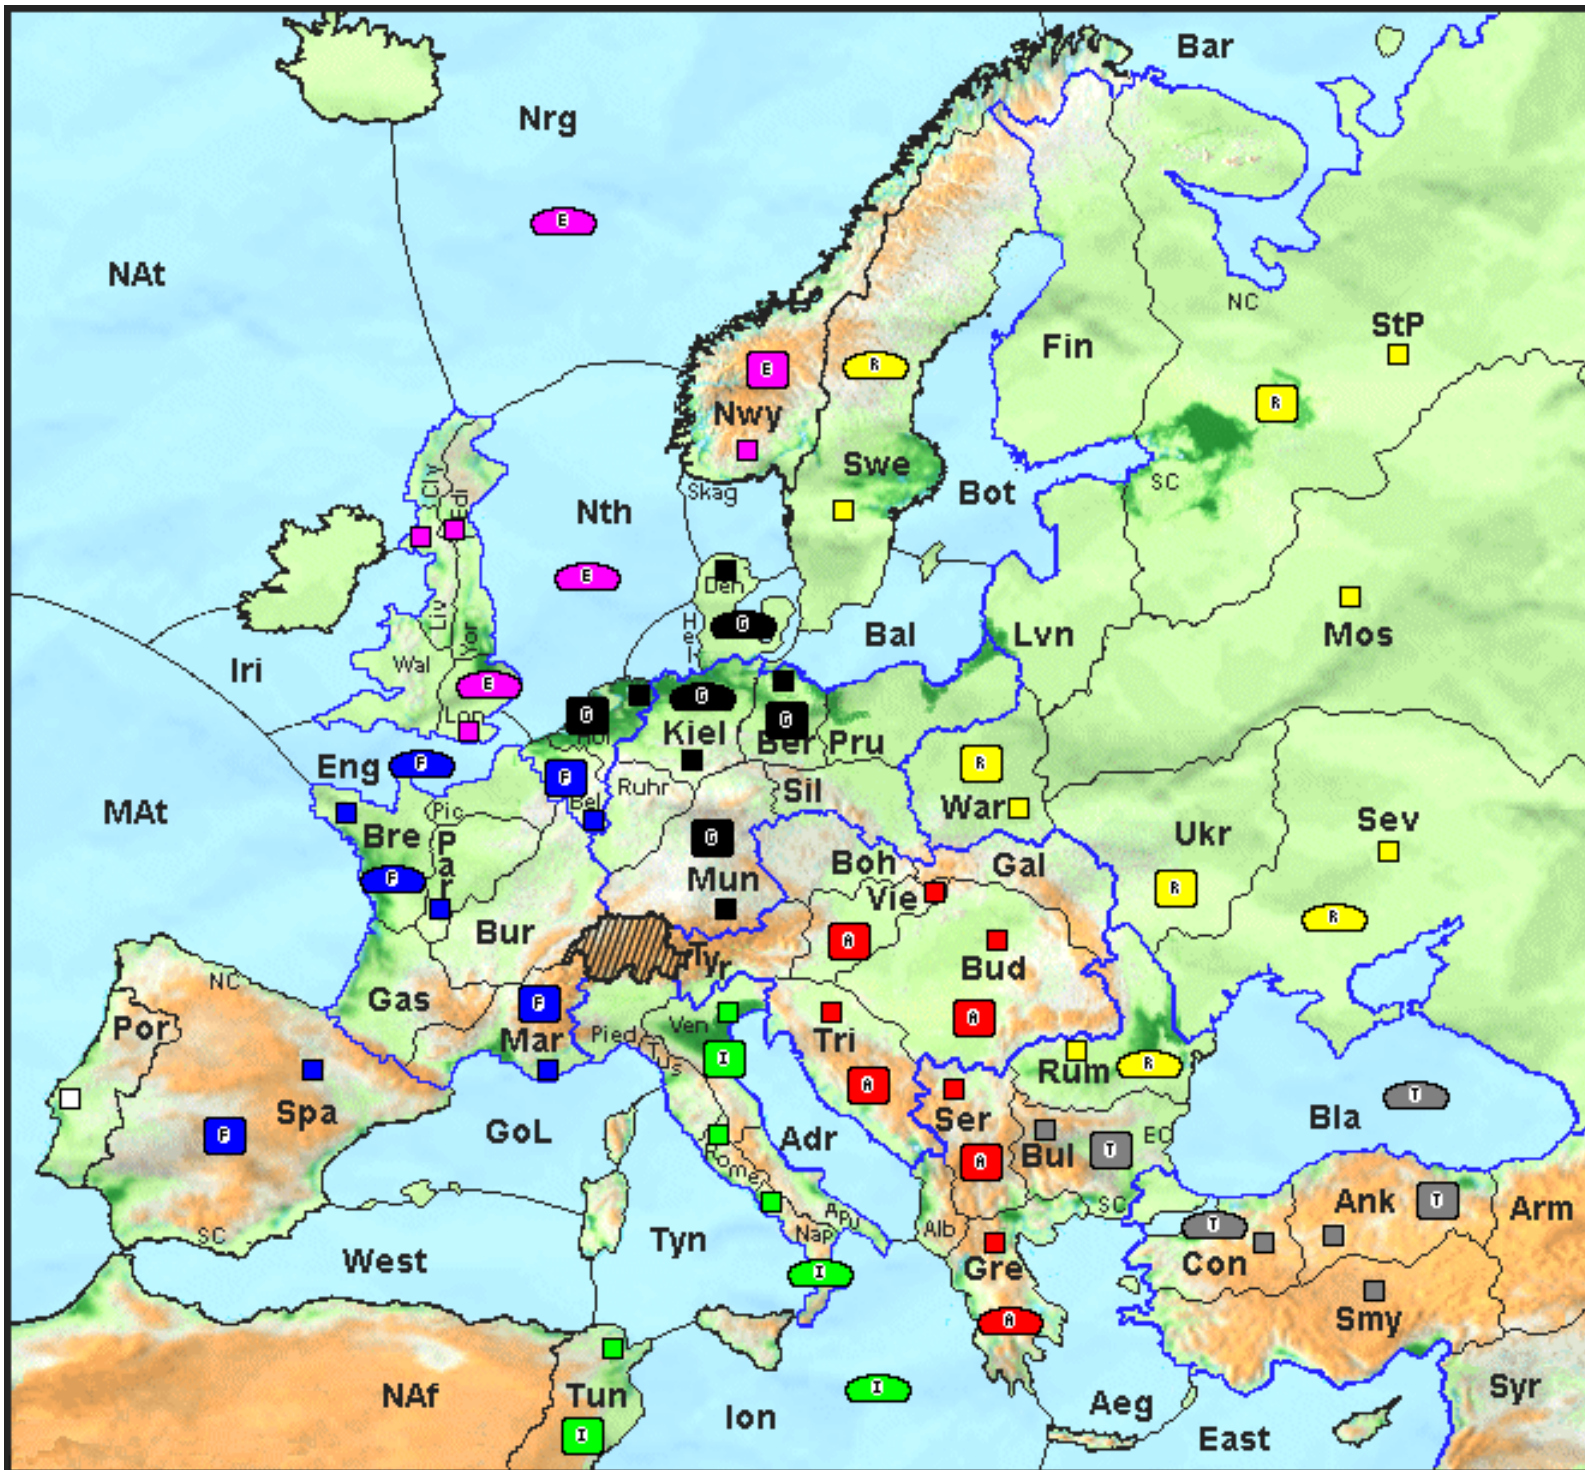 Bar
Nrg
NAt
NC
StP
Fin
E
E
R
R
Nwy
Swe
Skag
Bot
SC
Cly
Edi
Nth
E
Den
G
Hel
Bal
Lvn
Mos
Liv
Yor
Wal
Iri
E
Lon
G
Hol
G
Kiel
G
Ber
Pru
Eng
F
F
Bel
Ruhr
Sil
R
War
MAt
Pic
Bre
Par
F
G
Mun
Boh
Gal
Vie
Ukr
R
Sev
R
Bur
Tyr
A
Bud
A
NC
Gas
F
Mar
Por
Pied
Ven
Tus
I
Tri
A
Rum
R
Spa
F
GoL
Adr
Ser
A
Bul
T
EC
Bla
T
SC
Rome
Apu
Nap
Alb
SC
T
Con
Ank
T
Arm
West
Tyn
I
Gre
A
Smy
NAf
Tun
I
Ion
I
Aeg
East
Syr